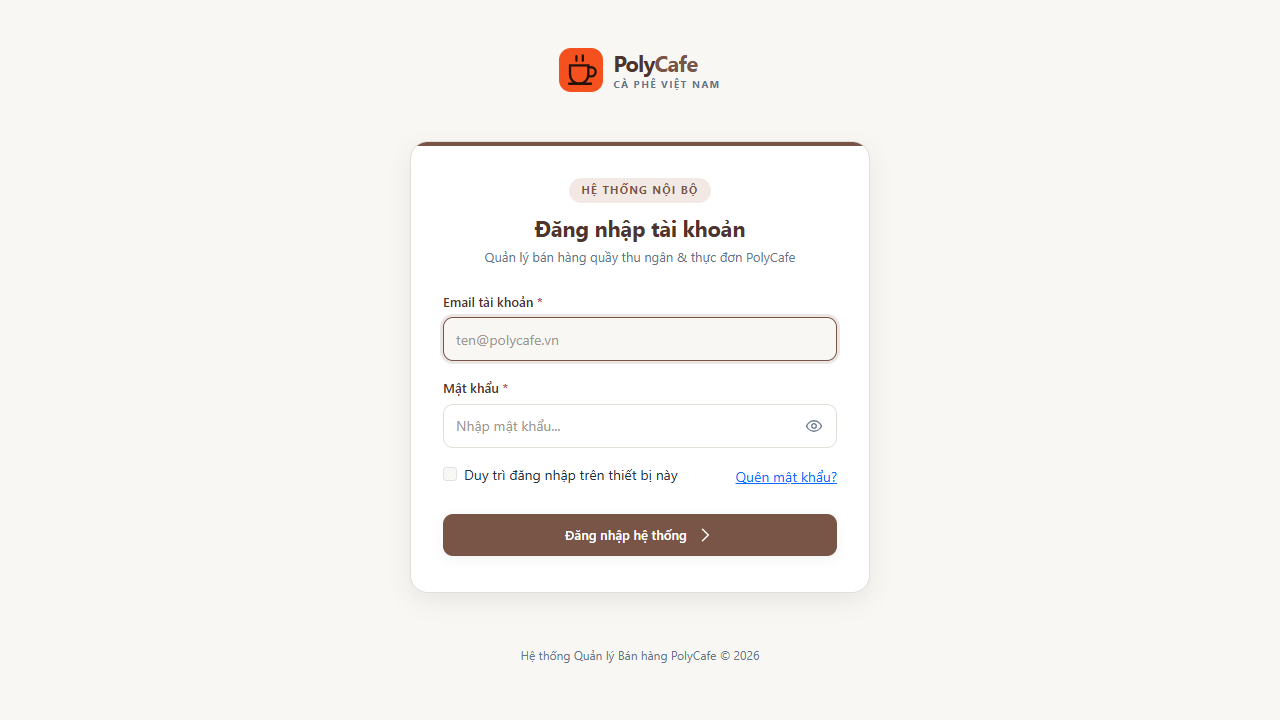 PolyCafe
CÀ PHÊ VIỆT NAM
HỆ THỐNG NỘI BỘ
Đăng nhập tài khoản
Quản lý bán hàng quầy thu ngân & thực đơn PolyCafe
Email tài khoản *
ten@polycafe.vn
Mật khẩu *
Nhập mật khẩu...
Duy trì đăng nhập trên thiết bị này
Quên mật khẩu?
Đăng nhập hệ thống
Hệ thống Quản lý Bán hàng PolyCafe © 2026